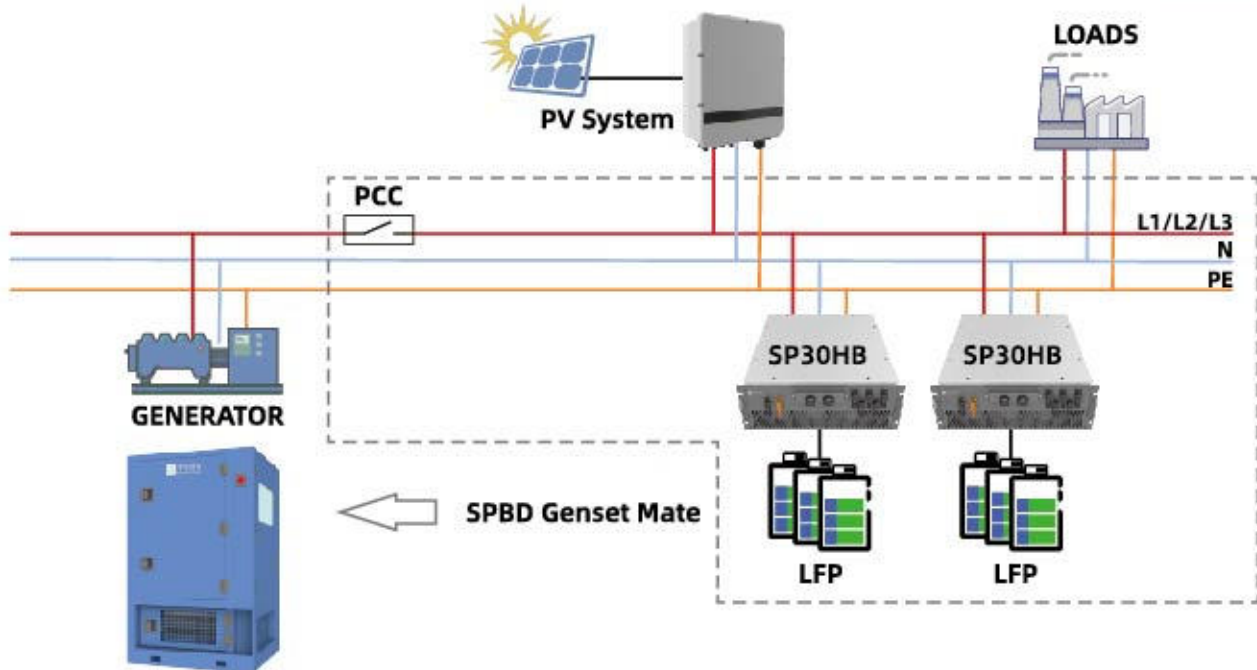 LOADS
PV System
PCC
L1/L2/L3
N
PE
SP30HB
SP30HB
GENERATOR
SPBD Genset Mate
LFP
LFP